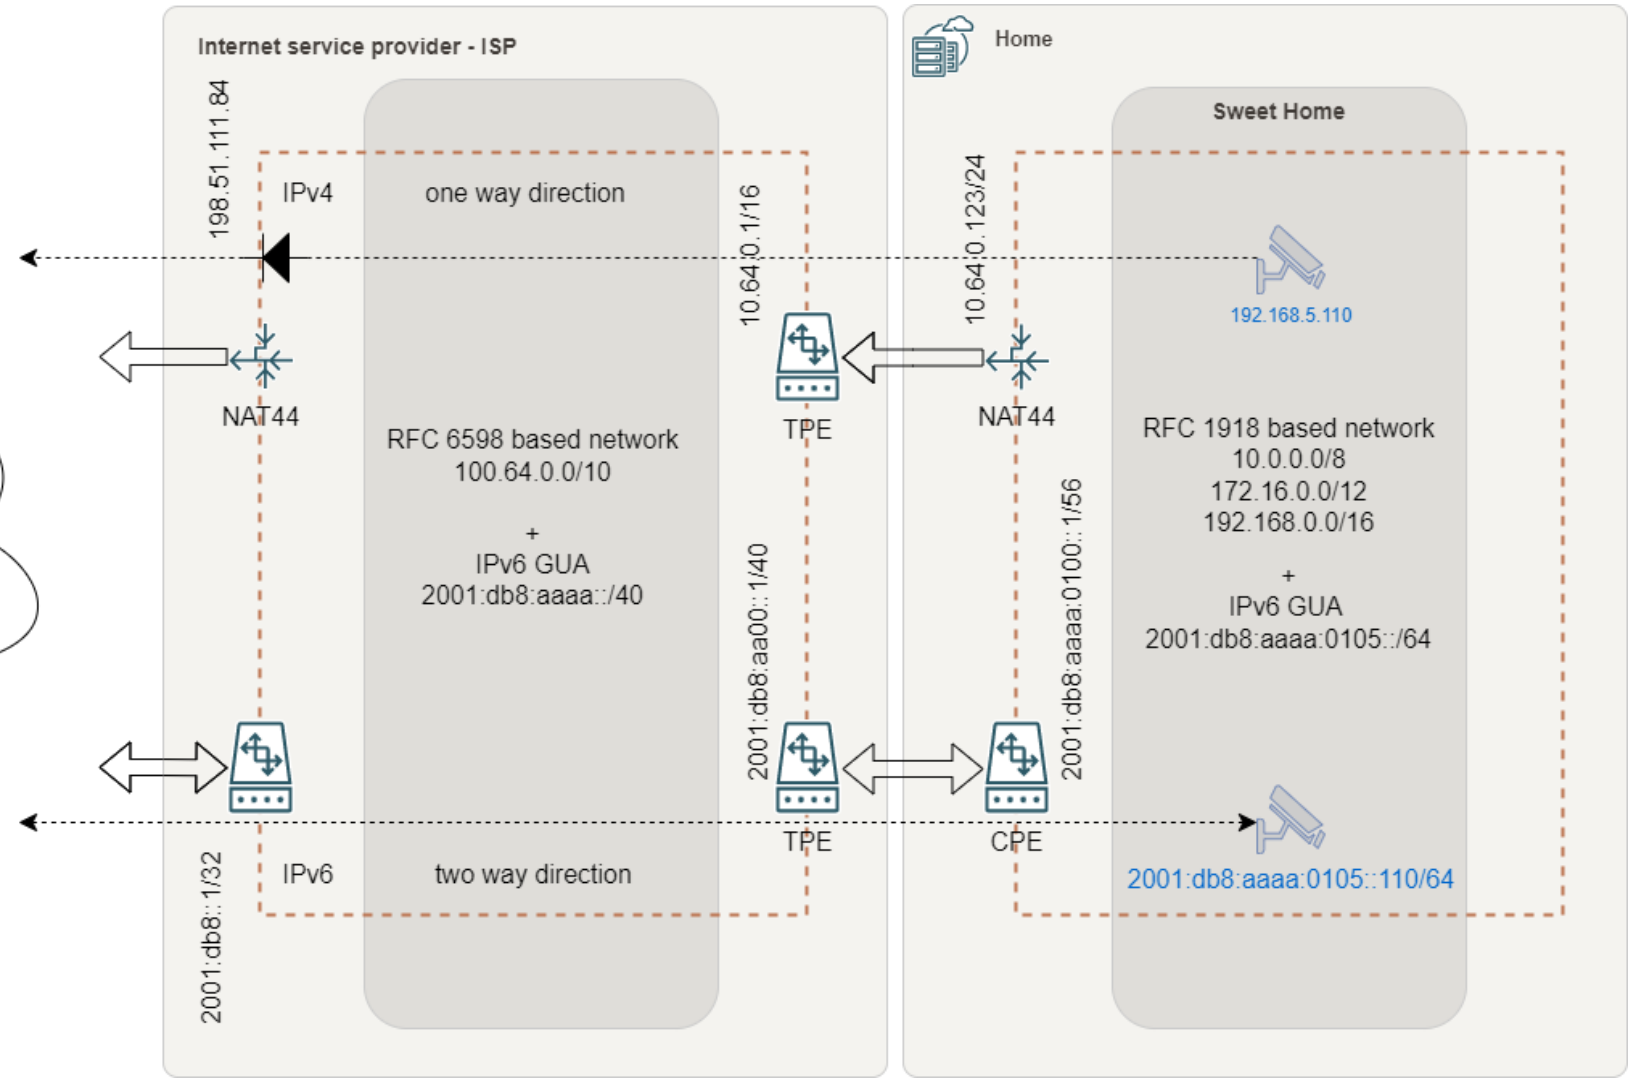 Internet service provider - ISP
198.51.111.84
IPv4
one way direction
10.64.0.1/16
NAT44
TPE
RFC 6598 based network
100.64.0.0/10
+
IPv6 GUA
2001:db8:aaaa::/40
2001:db8:aa00::1/40
TPE
IPv6
two way direction
2001:db8::1/32
Home
Sweet Home
10.64.0.123/24
192.168.5.110
NAT44
RFC 1918 based network
10.0.0.0/8
172.16.0.0/12
192.168.0.0/16
+
IPv6 GUA
2001:db8:aaaa:0105::/64
2001:db8:aaaa:0100::1/56
CPE
2001:db8:aaaa:0105::110/64